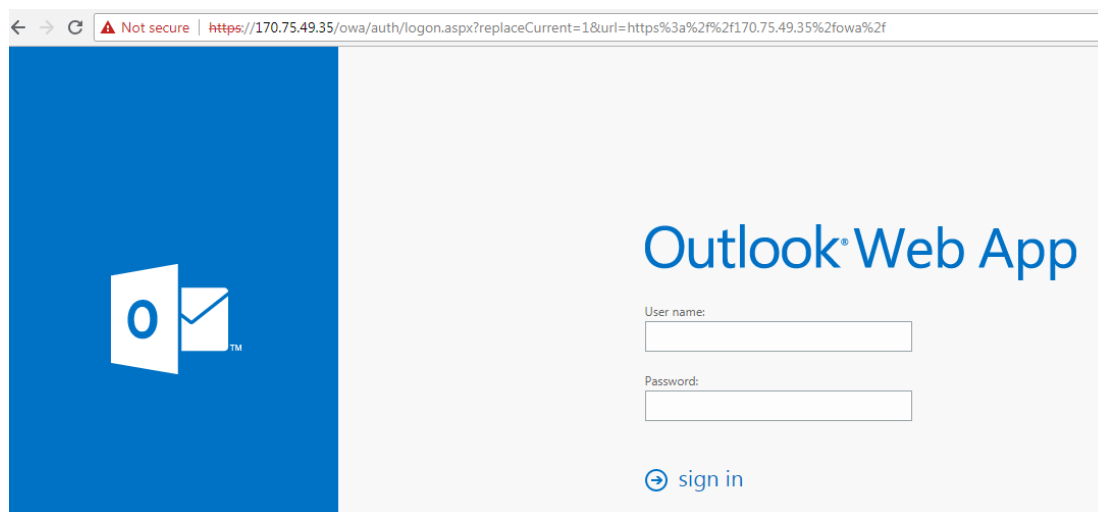 Not secure | https://170.75.49.35/owa/auth/logon.aspx?replaceCurrent=1&url=https%3a%2f%2f170.75.49.35%2fowa%2f
Outlook® Web App
User name:
O
TM
Password:
sign in